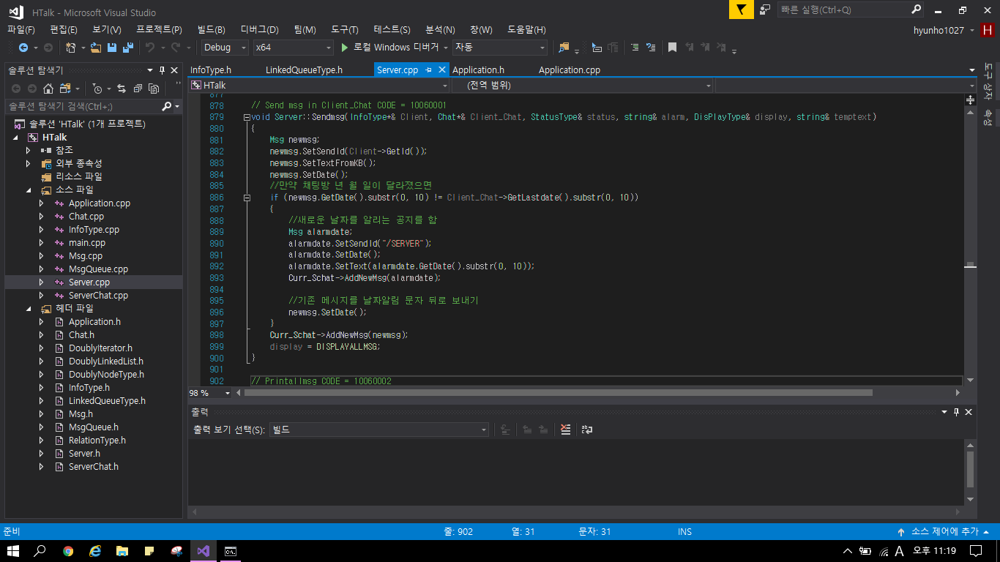 HTalk - Microsoft Visual Studio
빠른 실행(Ctrl+Q)
파일(F) 편집(E) 보기(V) 프로젝트(P) 빌드(B) 디버그(D) 팀(M) 도구(T) 테스트(S) 분석(N) 창(W) 도움말(H)
hyunho1027 H
Debug x64 로컬 Windows 디버거 자동
솔루션 탐색기
솔루션 탐색기 검색(Ctrl+;)
솔루션 'HTalk' (1개 프로젝트)
HTalk
참조
외부 종속성
리소스 파일
소스 파일
Application.cpp
Chat.cpp
InfoType.cpp
main.cpp
Msg.cpp
MsgQueue.cpp
Server.cpp
ServerChat.cpp
헤더 파일
Application.h
Chat.h
DoublyIterator.h
DoublyLinkedList.h
DoublyNodeType.h
InfoType.h
LinkedQueueType.h
Msg.h
MsgQueue.h
RelationType.h
Server.h
ServerChat.h
InfoType.h LinkedQueueType.h Server.cpp Application.h Application.cpp
HTalk (전역 범위)
877
878 // Send msg in Client_Chat CODE = 10060001
879 void Server::Sendmsg(InfoType*& Client, Chat*& Client_Chat, StatusType& status, string& alarm, DisPlayType& display, string& temptext)
880 {
881 Msg newmsg;
882 newmsg.SetSendId(Client->GetId());
883 newmsg.SetTextFromKB();
884 newmsg.SetDate();
885 //만약 채팅방 년 월 일이 달라졌으면
886 if (newmsg.GetDate().substr(0, 10) != Client_Chat->GetLastdate().substr(0, 10))
887 {
888 //새로운 날짜를 알리는 공지를 함
889 Msg alarmdate;
890 alarmdate.SetSendId("/SERVER");
891 alarmdate.SetDate();
892 alarmdate.SetText(alarmdate.GetDate().substr(0, 10));
893 Curr_Schat->AddNewMsg(alarmdate);
894
895 //기존 메시지를 날짜알림 문자 뒤로 보내기
896 newmsg.SetDate();
897 }
898 Curr_Schat->AddNewMsg(newmsg);
899 display = DISPLAYALLMSG;
900 }
901
902 // Printallmsg CODE = 10060002
98 %
출력
출력 보기 선택(S): 빌드
도구 상자
속성
준비 줄: 902 열: 31 문자: 31 INS 소스 제어에 추가
A 오후 11:19